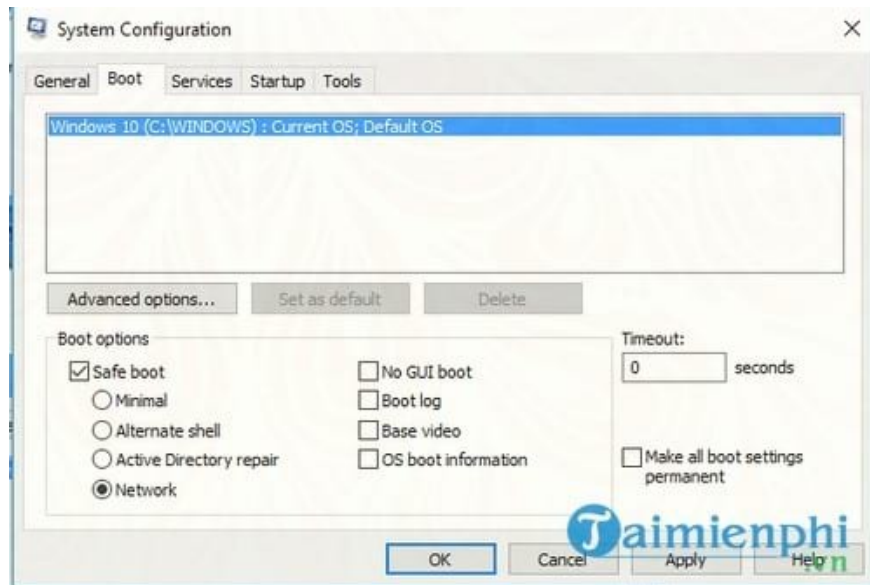 System Configuration
General Boot Services Startup Tools
Windows 10 (C:\WINDOWS) : Current OS; Default OS
Advanced options... Set as default Delete
Boot options
Timeout:
Safe boot
No GUI boot
0 seconds
Minimal
Boot log
Alternate shell
Base video
Active Directory repair
OS boot information
Make all boot settings
permanent
Network
Taimienphi
.vn
OK Cancel Apply Help